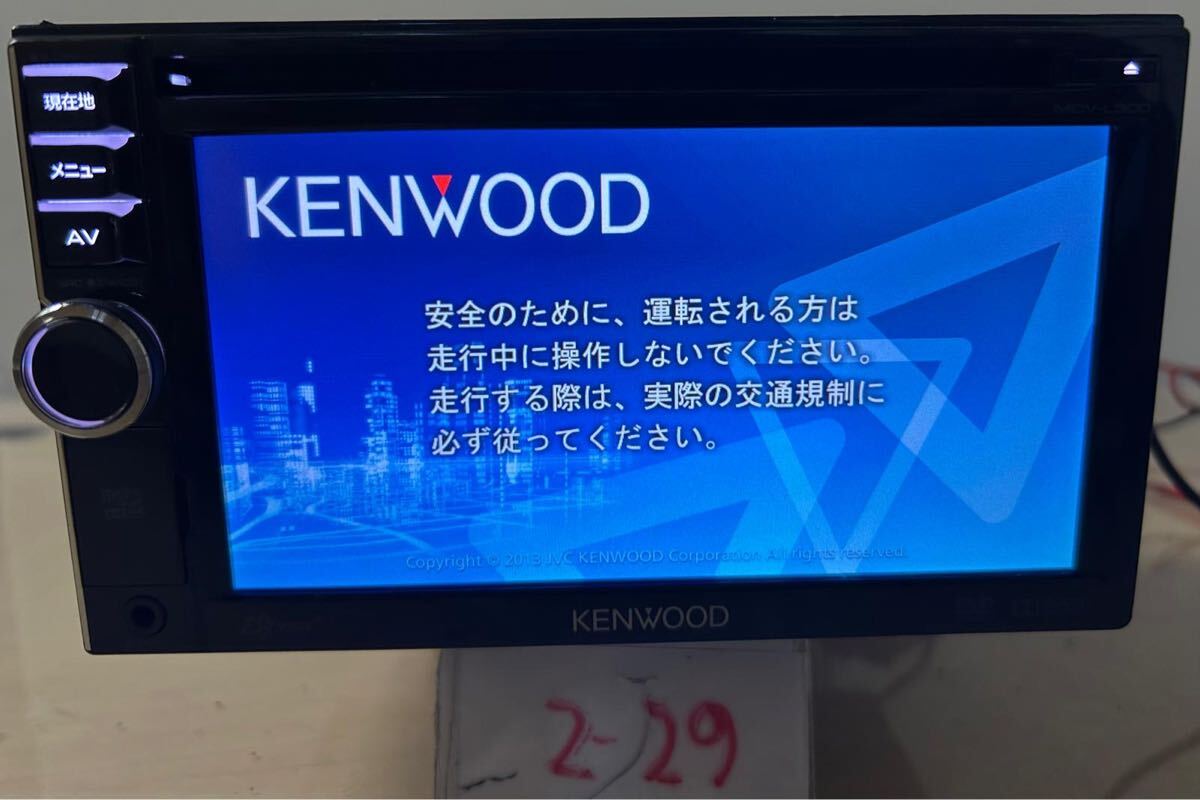 現在地
メニュー
AV
KENWOOD
安全のために、運転される方は
走行中に操作しないでください。
走行する際は、実際の交通規制に
必ず従ってください。
Copyright © 2013 JVC KENWOOD Corporation All rights reserved.
KENWOOD
2-29